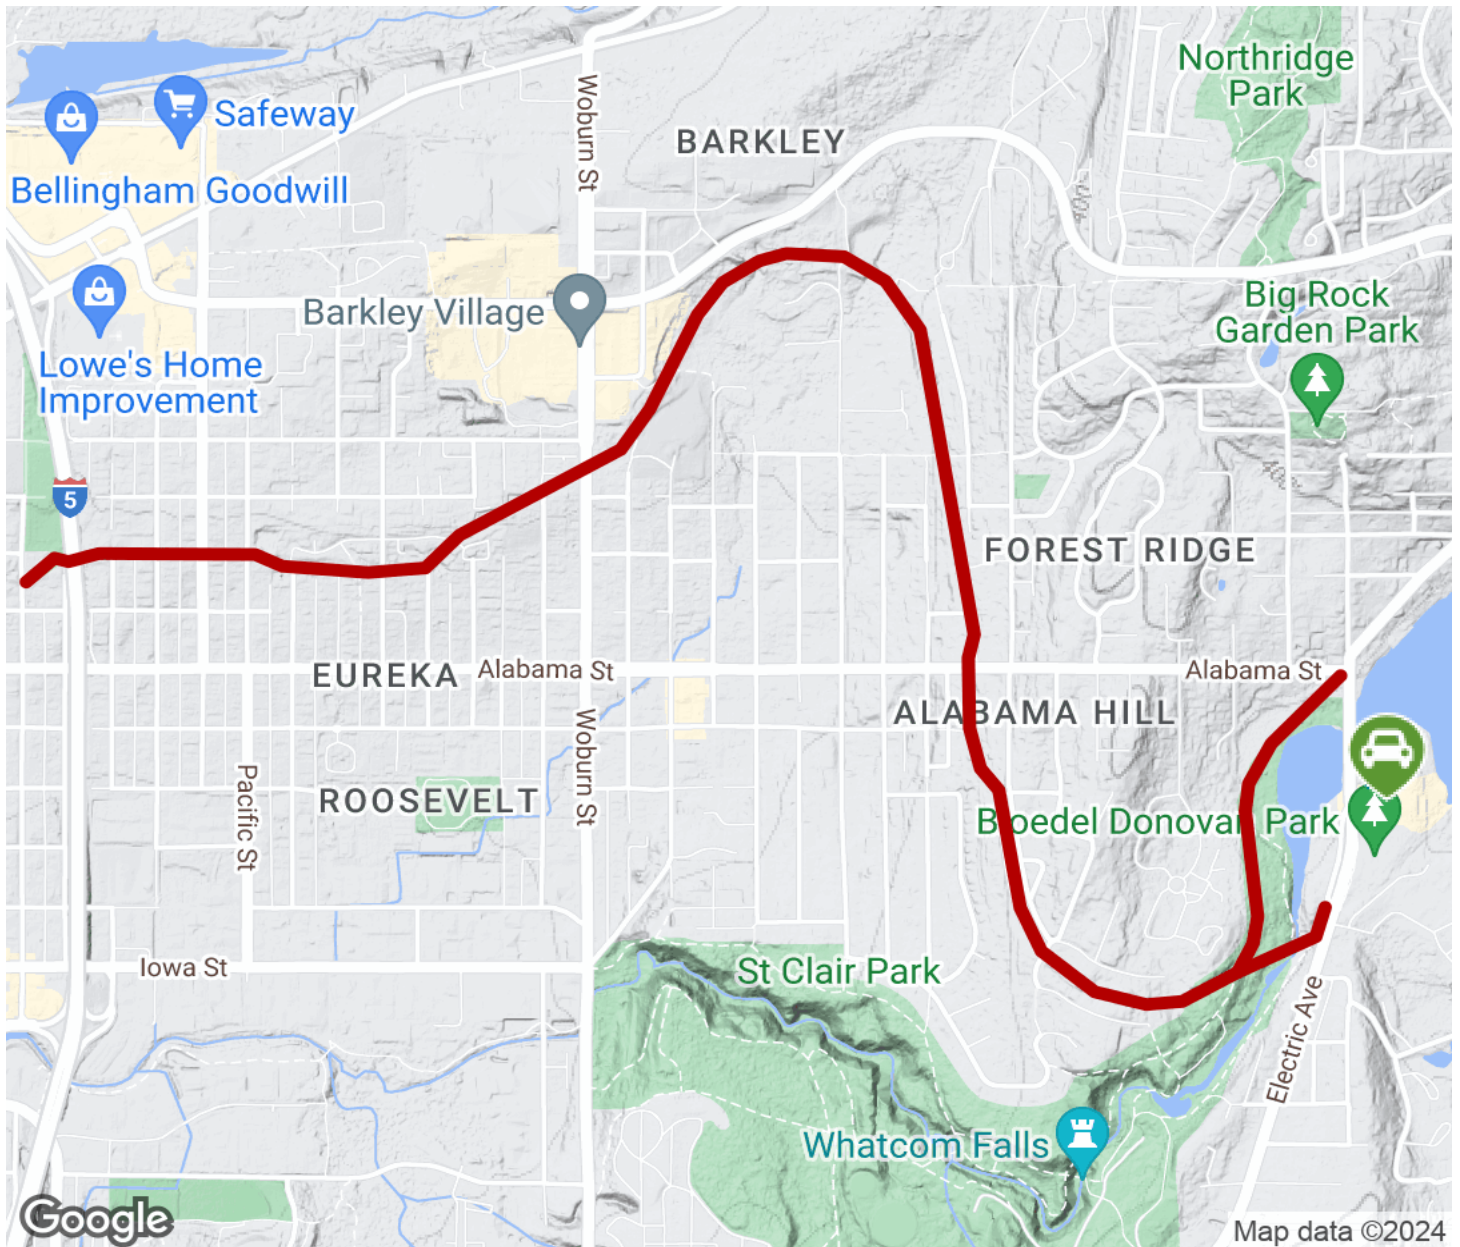 Northridge
Park
Safeway
Woburn St
BARKLEY
Bellingham Goodwill
Big Rock
Garden Park
Barkley Village
Lowe's Home
Improvement
5
FOREST RIDGE
EUREKA
Alabama St
Alabama St
ALABAMA HILL
Woburn St
Pacific St
ROOSEVELT
Bloedel Donovan Park
Iowa St
St Clair Park
Electric Ave
Whatcom Falls
Google
Map data ©2024